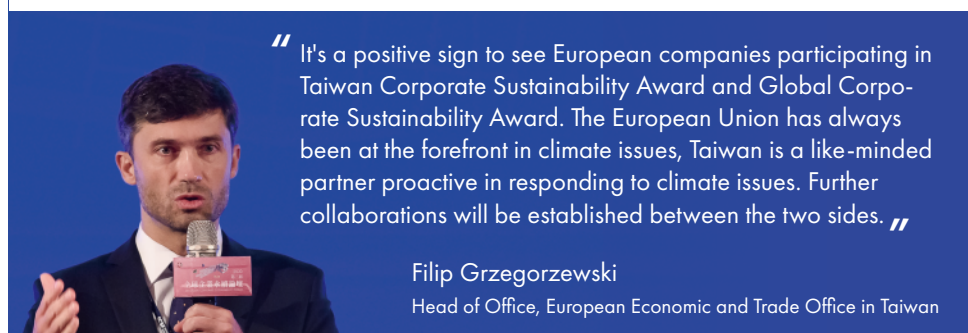 " It's a positive sign to see European companies participating in
Taiwan Corporate Sustainability Award and Global Corpo-
rate Sustainability Award. The European Union has always
been at the forefront in climate issues, Taiwan is a like-minded
partner proactive in responding to climate issues. Further
collaborations will be established between the two sides. "
Filip Grzegorzewski
Head of Office, European Economic and Trade Office in Taiwan